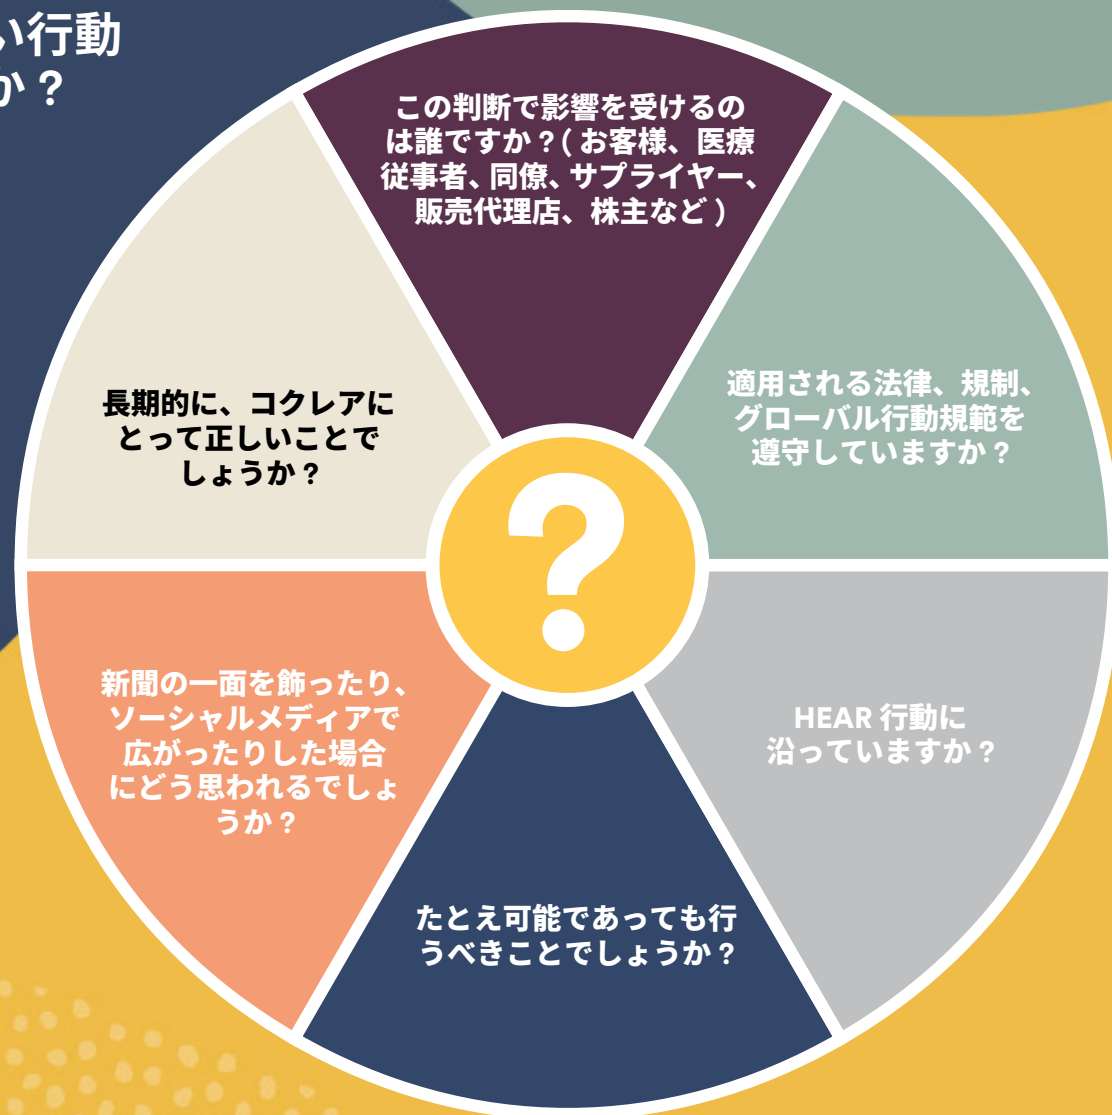 い行動
か？
この判断で影響を受けるの
は誰ですか？( お客様、医療
従事者、同僚、サプライヤー、
販売代理店、株主など )
適用される法律、規制、
グローバル行動規範を
遵守していますか？
HEAR 行動に
沿っていますか？
たとえ可能であっても行
うべきことでしょうか？
新聞の一面を飾ったり、
ソーシャルメディアで
広がったりした場合
にどう思われるでしょ
うか？
長期的に、コクレアに
とって正しいことで
しょうか？
?